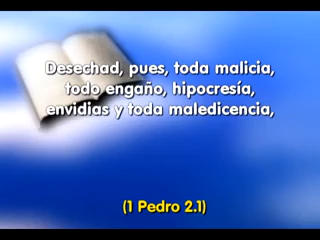 Desechad, pues, toda malicia,
todo engaño, hipocresía,
envidias y toda maledicencia,
(1 Pedro 2.1)